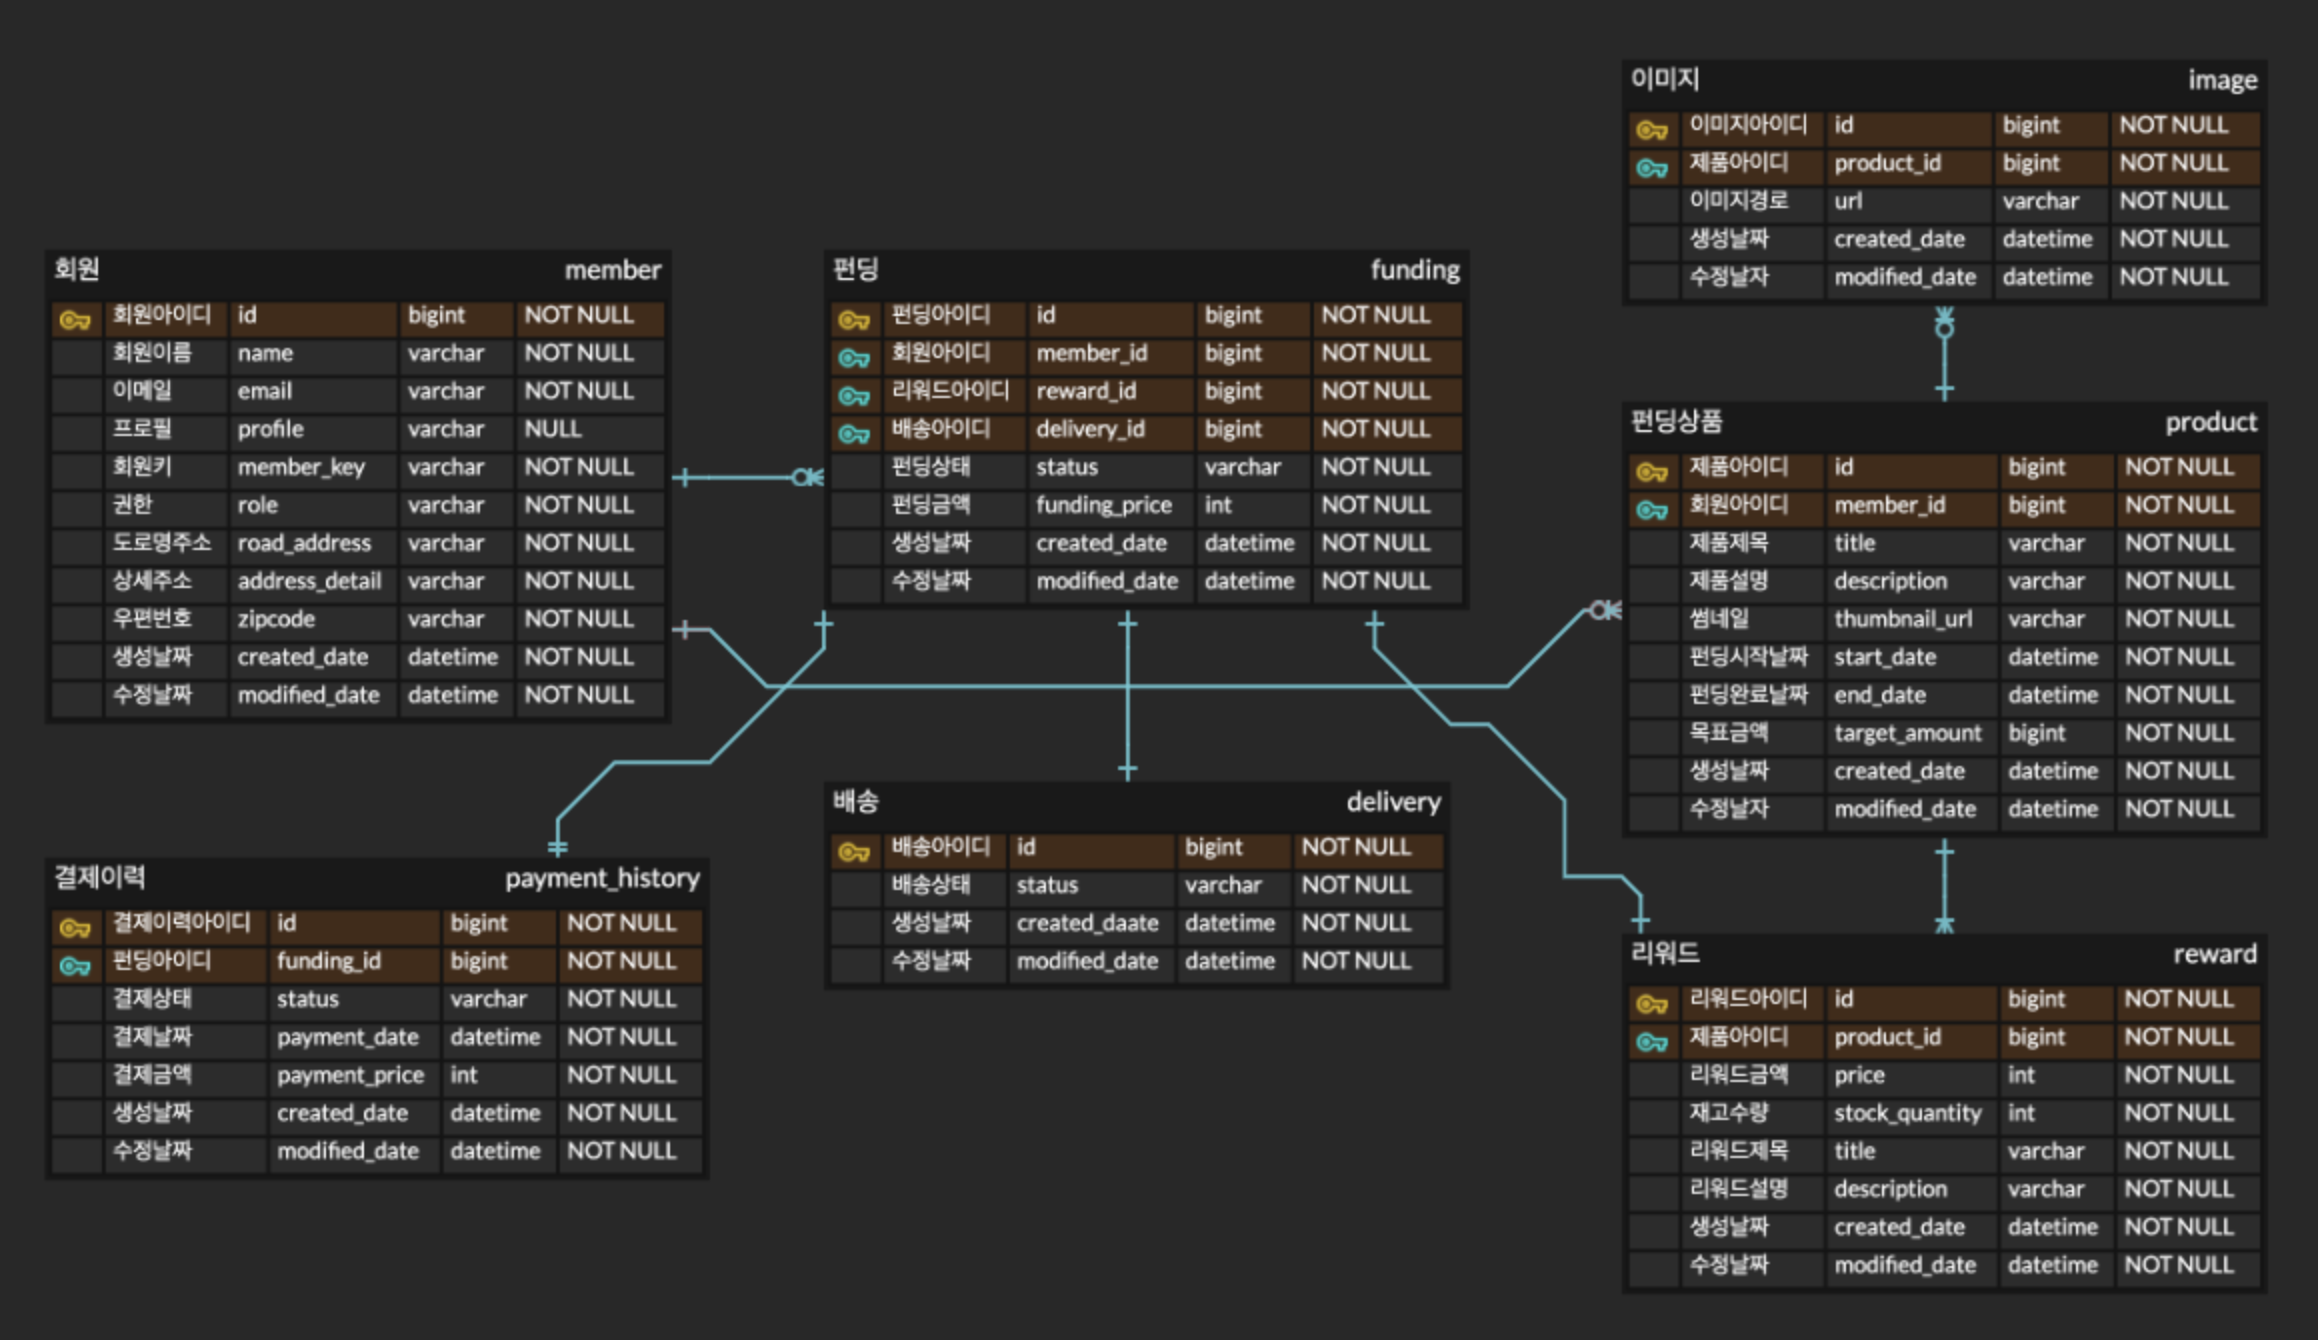 이미지 image
이미지아이디 id bigint NOT NULL
제품아이디 product_id bigint NOT NULL
이미지경로 url varchar NOT NULL
생성날짜 created_date datetime NOT NULL
수정날자 modified_date datetime NOT NULL
회원 member
회원아이디 id bigint NOT NULL
회원이름 name varchar NOT NULL
이메일 email varchar NOT NULL
프로필 profile varchar NULL
회원키 member_key varchar NOT NULL
권한 role varchar NOT NULL
도로명주소 road_address varchar NOT NULL
상세주소 address_detail varchar NOT NULL
우편번호 zipcode varchar NOT NULL
생성날짜 created_date datetime NOT NULL
수정날짜 modified_date datetime NOT NULL
펀딩 funding
펀딩아이디 id bigint NOT NULL
회원아이디 member_id bigint NOT NULL
리워드아이디 reward_id bigint NOT NULL
배송아이디 delivery_id bigint NOT NULL
펀딩상태 status varchar NOT NULL
펀딩금액 funding_price int NOT NULL
생성날짜 created_date datetime NOT NULL
수정날짜 modified_date datetime NOT NULL
펀딩상품 product
제품아이디 id bigint NOT NULL
회원아이디 member_id bigint NOT NULL
제품제목 title varchar NOT NULL
제품설명 description varchar NOT NULL
썸네일 thumbnail_url varchar NOT NULL
펀딩시작날짜 start_date datetime NOT NULL
펀딩완료날짜 end_date datetime NOT NULL
목표금액 target_amount bigint NOT NULL
생성날짜 created_date datetime NOT NULL
수정날자 modified_date datetime NOT NULL
결제이력 payment_history
결제이력아이디 id bigint NOT NULL
펀딩아이디 funding_id bigint NOT NULL
결제상태 status varchar NOT NULL
결제날짜 payment_date datetime NOT NULL
결제금액 payment_price int NOT NULL
생성날짜 created_date datetime NOT NULL
수정날짜 modified_date datetime NOT NULL
배송 delivery
배송아이디 id bigint NOT NULL
배송상태 status varchar NOT NULL
생성날짜 created_daate datetime NOT NULL
수정날짜 modified_date datetime NOT NULL
리워드 reward
리워드아이디 id bigint NOT NULL
제품아이디 product_id bigint NOT NULL
리워드금액 price int NOT NULL
재고수량 stock_quantity int NOT NULL
리워드제목 title varchar NOT NULL
리워드설명 description varchar NOT NULL
생성날짜 created_date datetime NOT NULL
수정날짜 modified_date datetime NOT NULL